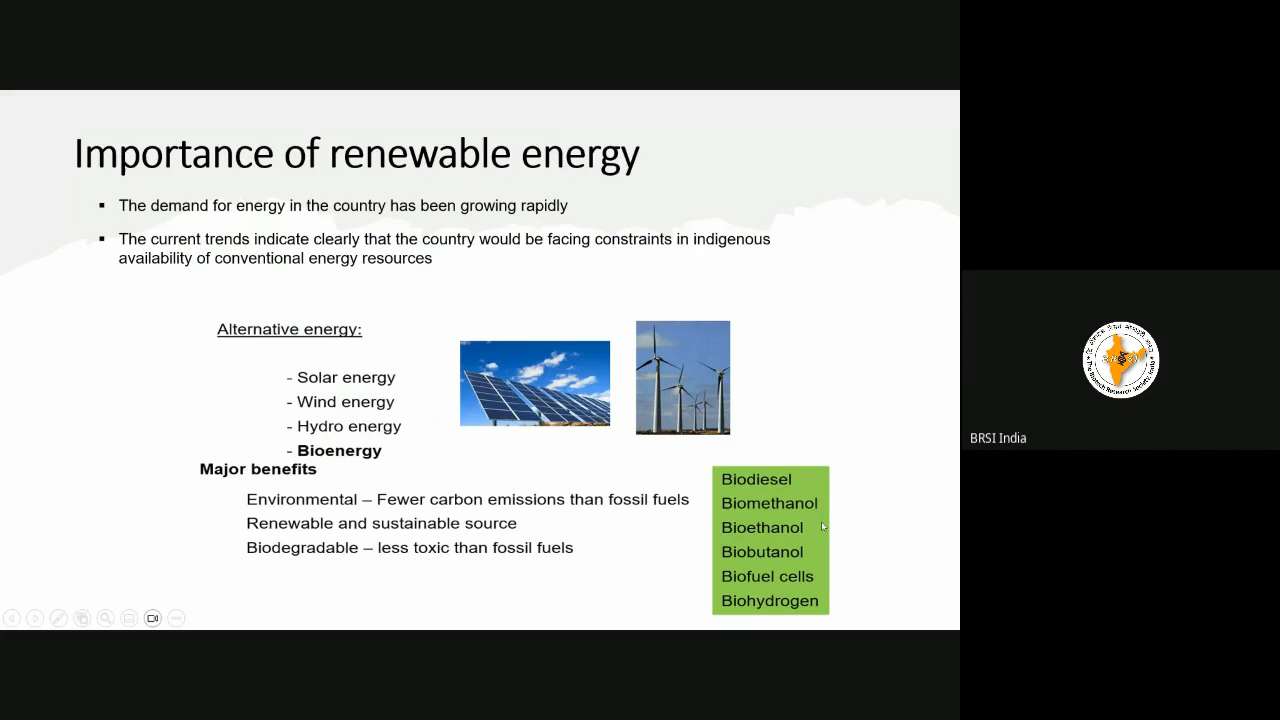 Importance of renewable energy
▪ The demand for energy in the country has been growing rapidly
▪ The current trends indicate clearly that the country would be facing constraints in indigenous
availability of conventional energy resources
Alternative energy:
- Solar energy
- Wind energy
- Hydro energy
- Bioenergy
Major benefits
Environmental – Fewer carbon emissions than fossil fuels
Renewable and sustainable source
Biodegradable – less toxic than fossil fuels
Biodiesel
Biomethanol
Bioethanol
Biobutanol
Biofuel cells
Biohydrogen
BRSI India